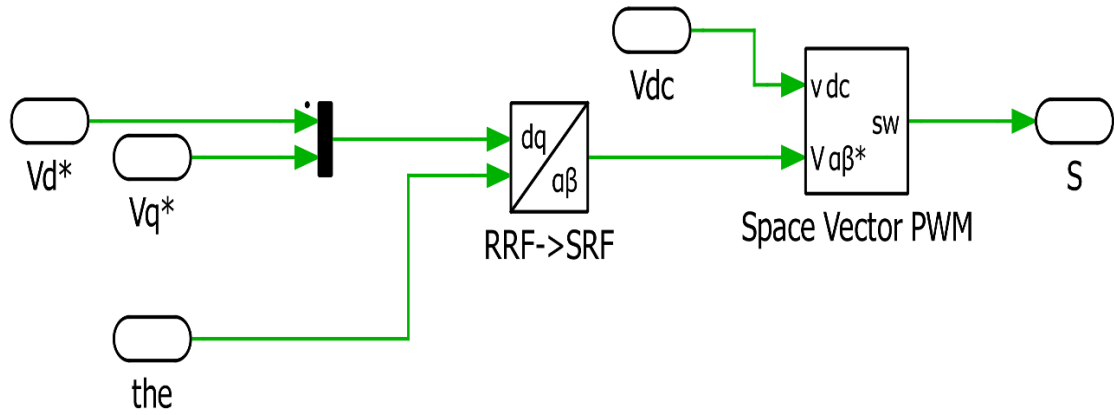 Vd*
Vq*
the
dq
αβ
RRF->SRF
Vdc
v dc
V αβ*
sw
Space Vector PWM
S